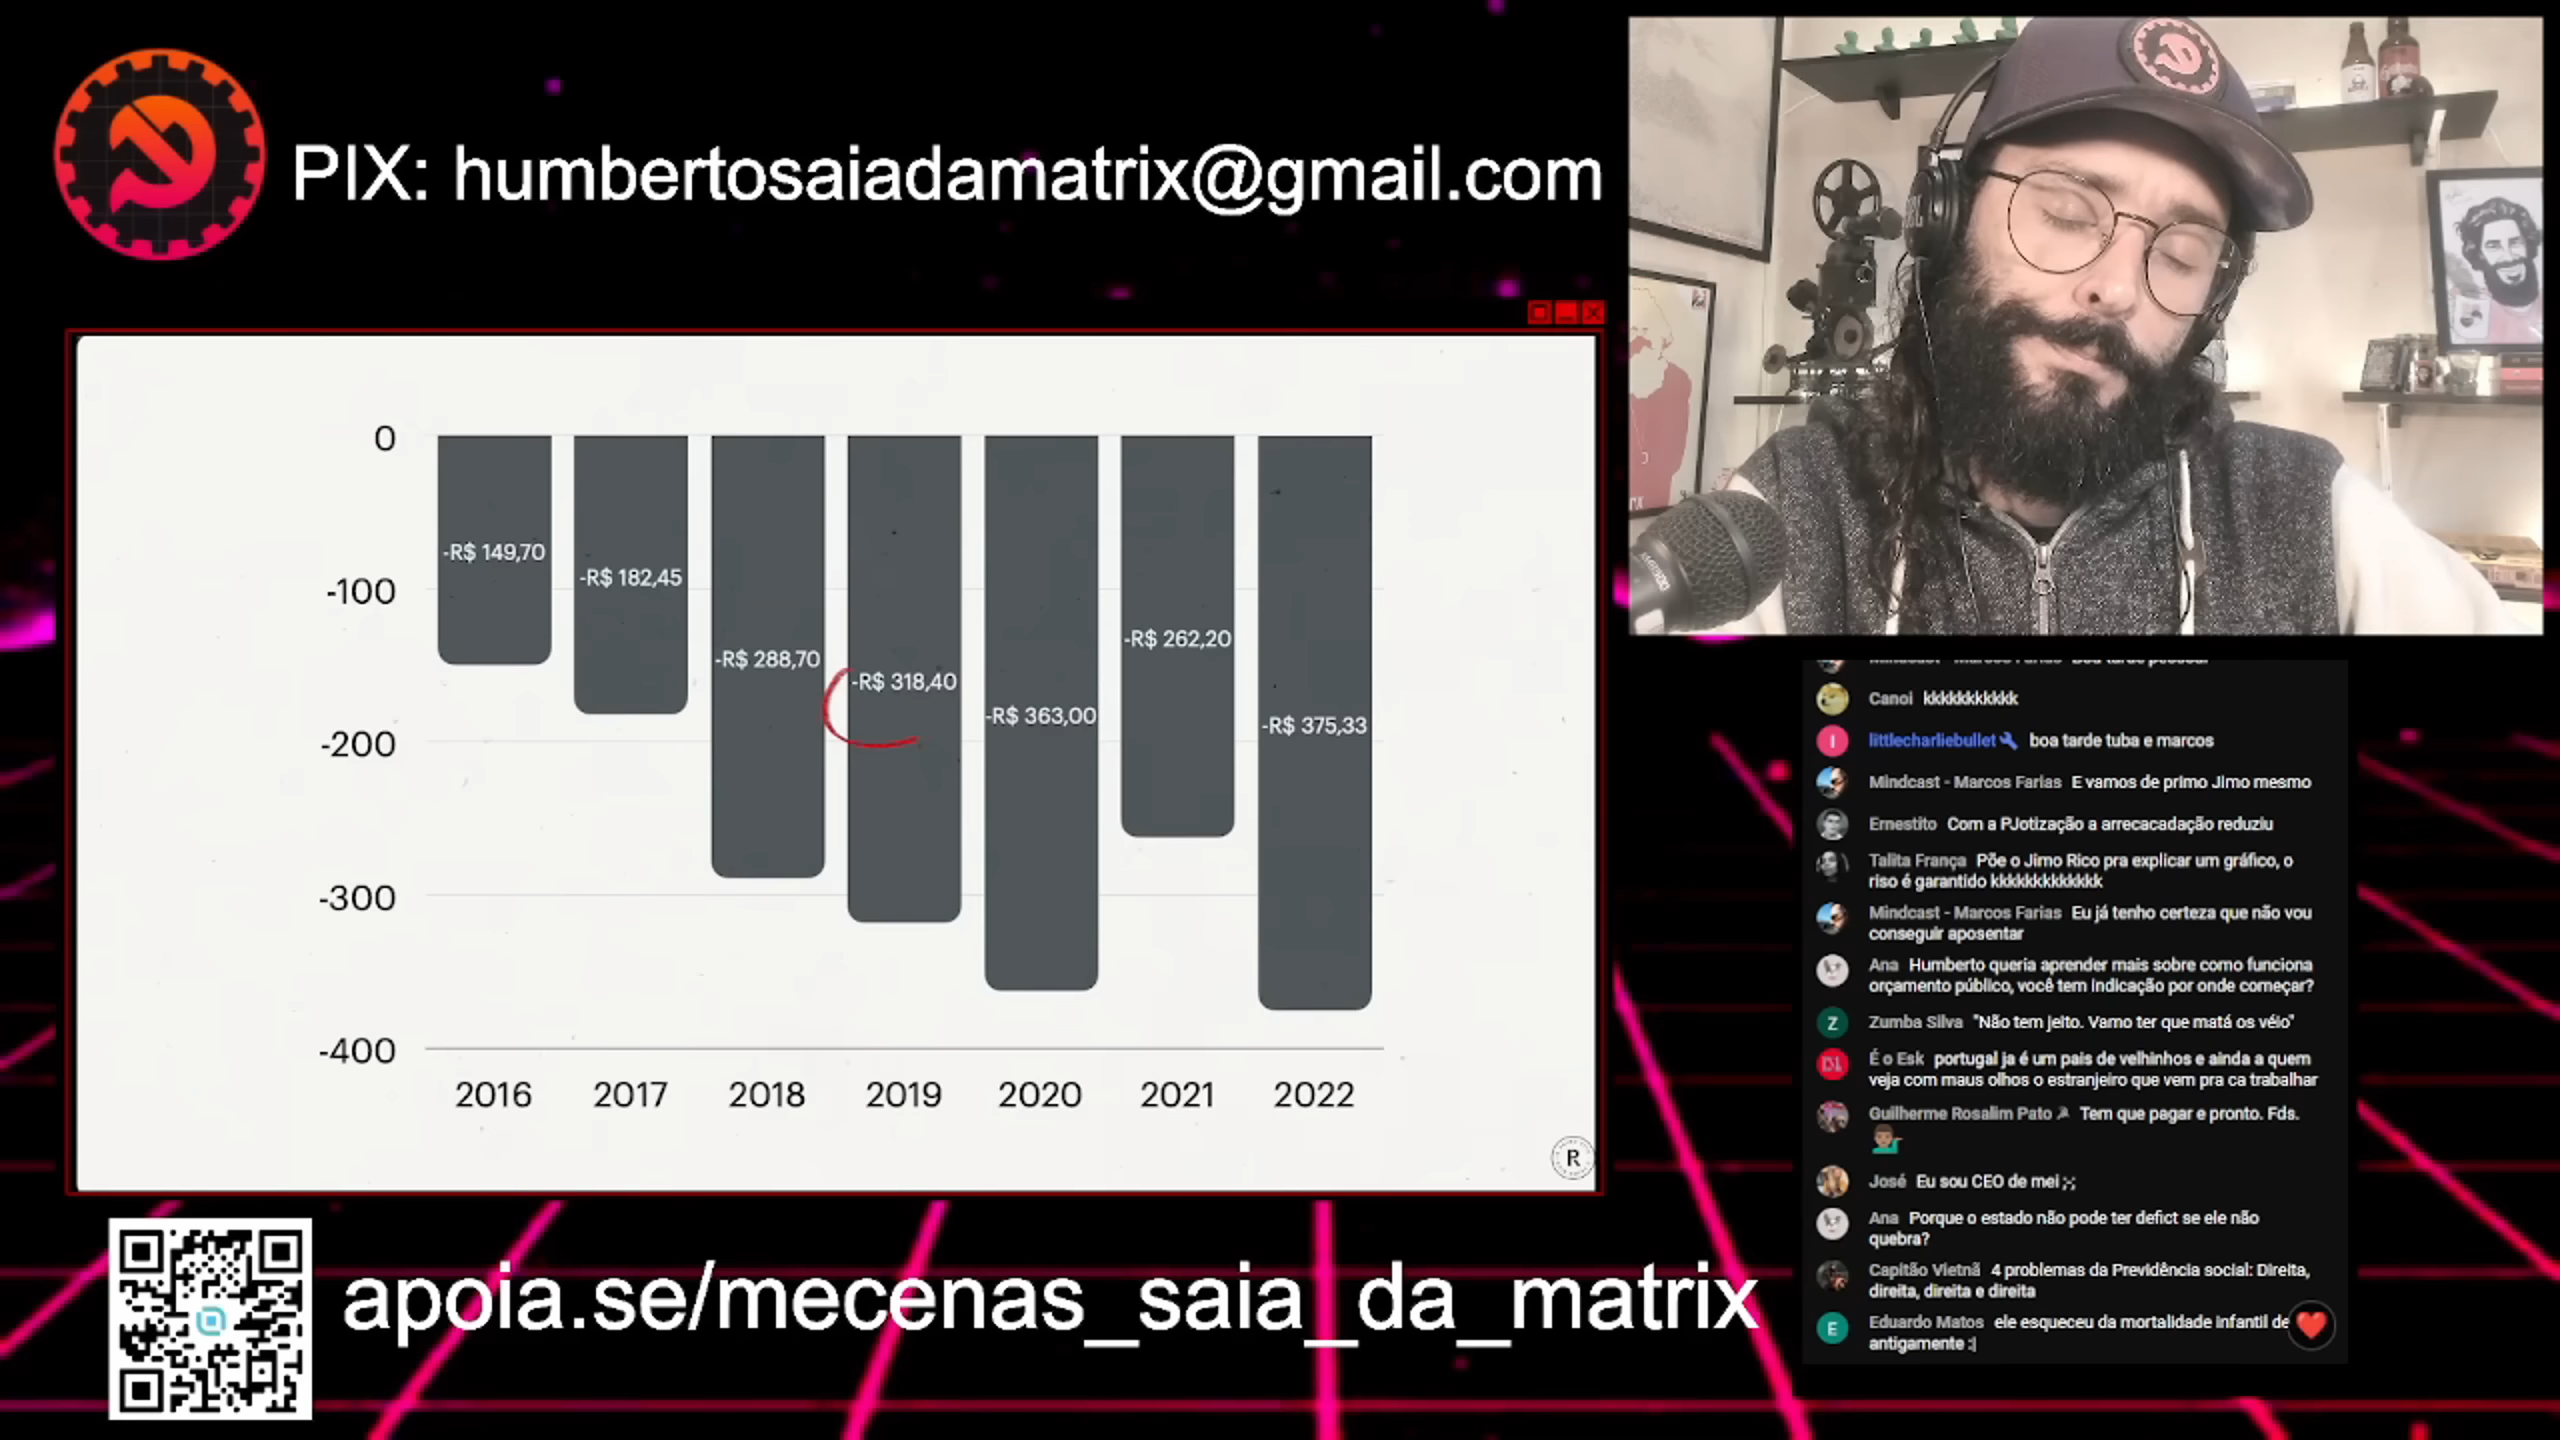 PIX: humbertosaiadamatrix@gmail.com
0
-100
-200
-300
-400
-R$ 149,70
-R$ 182,45
-R$ 288,70
-R$ 318,40
-R$ 363,00
-R$ 262,20
-R$ 375,33
2016 2017 2018 2019 2020 2021 2022
R
apoia.se/mecenas_saia_da_matrix
Canoi kkkkkkkkkkk
littlecharliebullet boa tarde tuba e marcos
Mindcast - Marcos Farias E vamos de primo Jimo mesmo
Ernestito Com a PJotização a arrecacadação reduziu
Talita França Põe o Jimo Rico pra explicar um gráfico, o
riso é garantido kkkkkkkkkkkkk
Mindcast - Marcos Farias Eu já tenho certeza que não vou
conseguir aposentar
Ana Humberto queria aprender mais sobre como funciona
orçamento público, você tem indicação por onde começar?
Z
Zumba Silva "Não tem jeito. Vamo ter que matá os véio"
É o Esk portugal ja é um pais de velhinhos e ainda a quem
veja com maus olhos o estranjeiro que vem pra ca trabalhar
Guilherme Rosalim Pato Tem que pagar e pronto. Fds.
José Eu sou CEO de mei ;;
Ana Porque o estado não pode ter defict se ele não
quebra?
Capitão Vietnã 4 problemas da Previdência social: Direita,
direita, direita e direita
E
Eduardo Matos ele esqueceu da mortalidade infantil de
antigamente :|